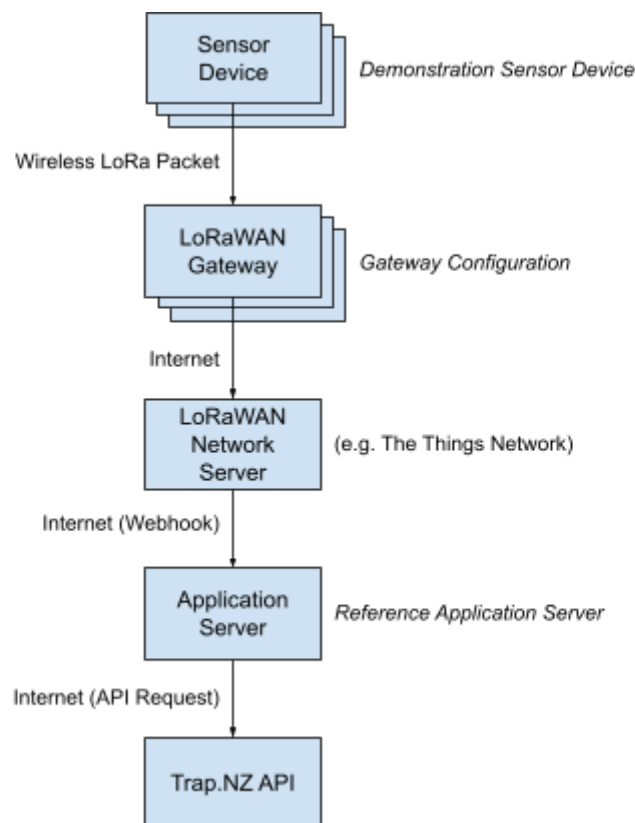 Sensor
Device
Demonstration Sensor Device
Wireless LoRa Packet
LoRaWAN
Gateway
Gateway Configuration
Internet
LoRaWAN
Network
Server
(e.g. The Things Network)
Internet (Webhook)
Application
Server
Reference Application Server
Internet (API Request)
Trap.NZ API